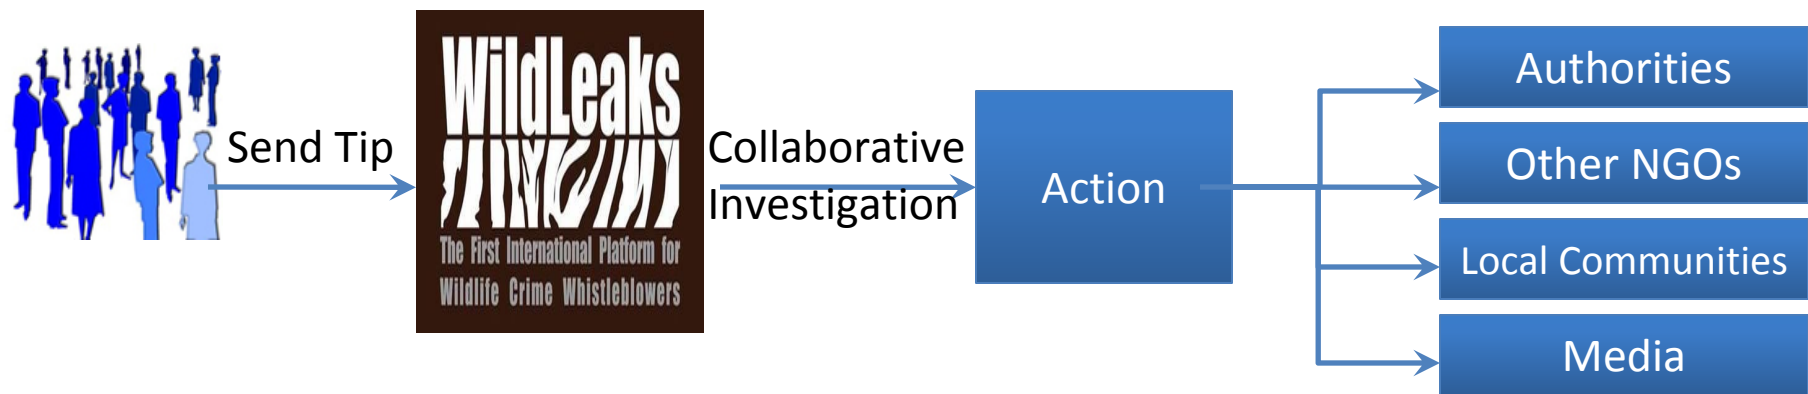 Send Tip
WildLeaks
The First International Platform for
Wildlife Crime Whistleblowers
Collaborative
Investigation
Action
Authorities
Other NGOs
Local Communities
Media